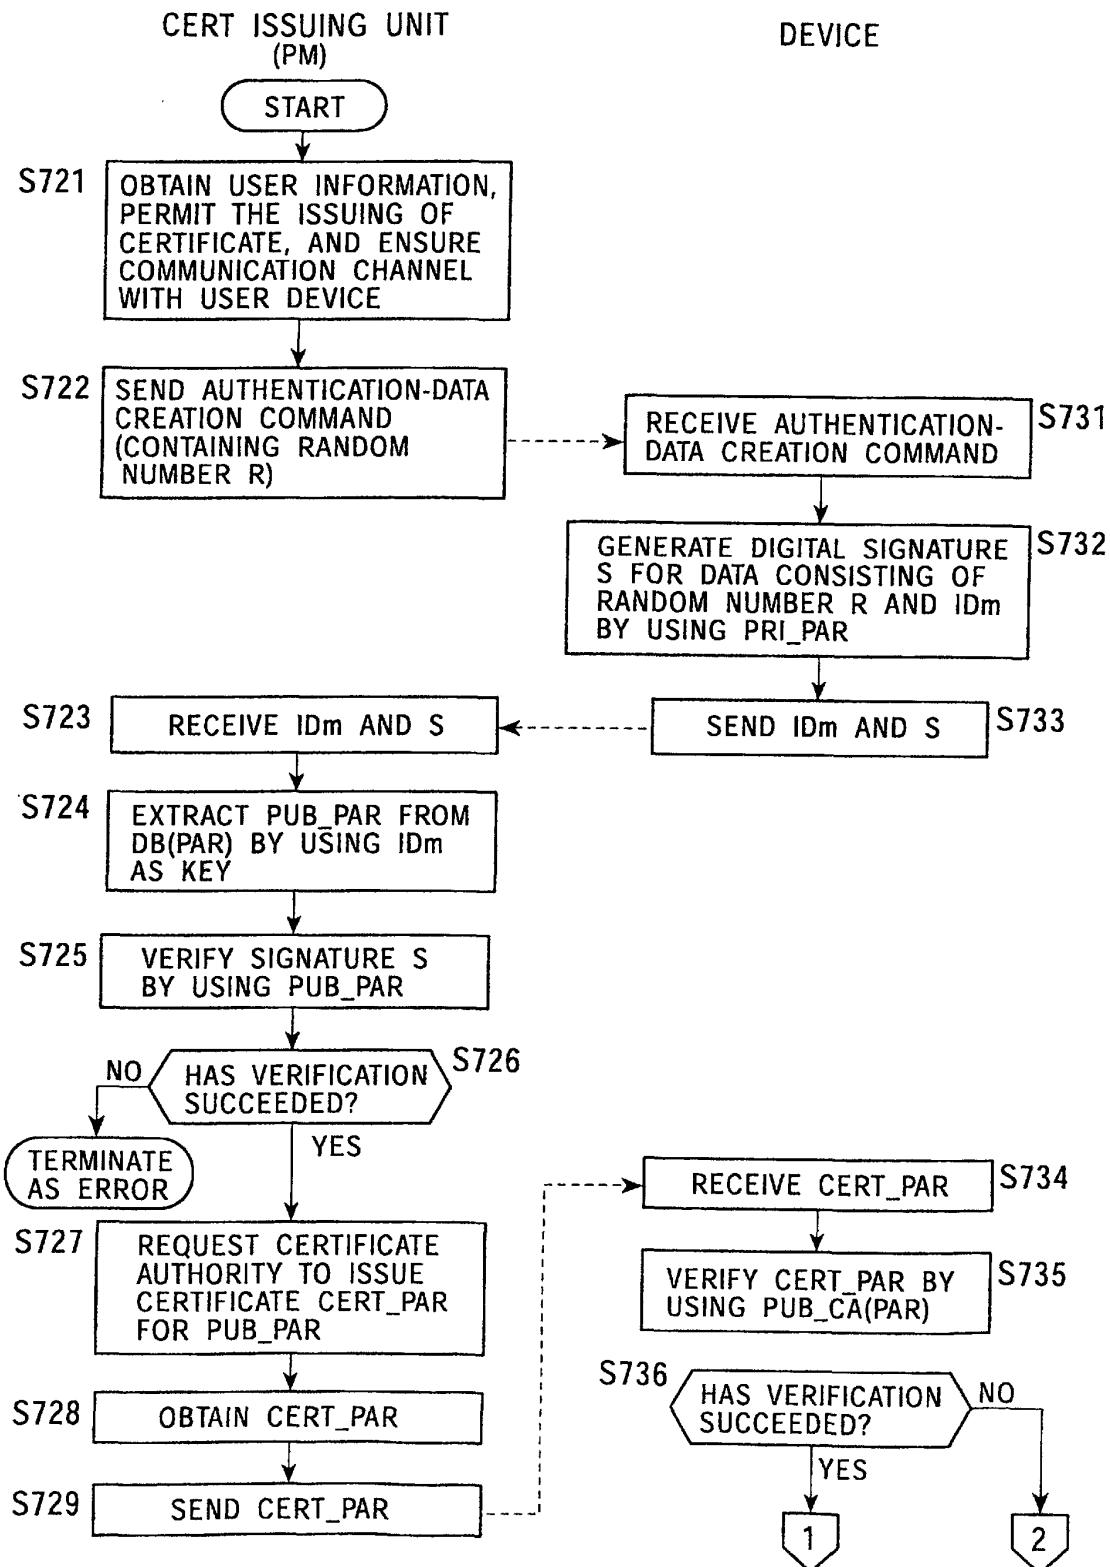 CERT ISSUING UNIT
(PM)
DEVICE
START
S721
OBTAIN USER INFORMATION,
PERMIT THE ISSUING OF
CERTIFICATE, AND ENSURE
COMMUNICATION CHANNEL
WITH USER DEVICE
S722
SEND AUTHENTICATION-DATA
CREATION COMMAND
(CONTAINING RANDOM
NUMBER R)
RECEIVE AUTHENTICATION-
DATA CREATION COMMAND
S731
GENERATE DIGITAL SIGNATURE
S FOR DATA CONSISTING OF
RANDOM NUMBER R AND IDm
BY USING PRI_PAR
S732
S723
RECEIVE IDm AND S
SEND IDm AND S
S733
S724
EXTRACT PUB_PAR FROM
DB(PAR) BY USING IDm
AS KEY
S725
VERIFY SIGNATURE S
BY USING PUB_PAR
S726
HAS VERIFICATION
SUCCEEDED?
NO
YES
TERMINATE
AS ERROR
RECEIVE CERT_PAR
S734
S727
REQUEST CERTIFICATE
AUTHORITY TO ISSUE
CERTIFICATE CERT_PAR
FOR PUB_PAR
VERIFY CERT_PAR BY
USING PUB_CA(PAR)
S735
S728
OBTAIN CERT_PAR
S736
HAS VERIFICATION
SUCCEEDED?
NO
YES
S729
SEND CERT_PAR
1
2